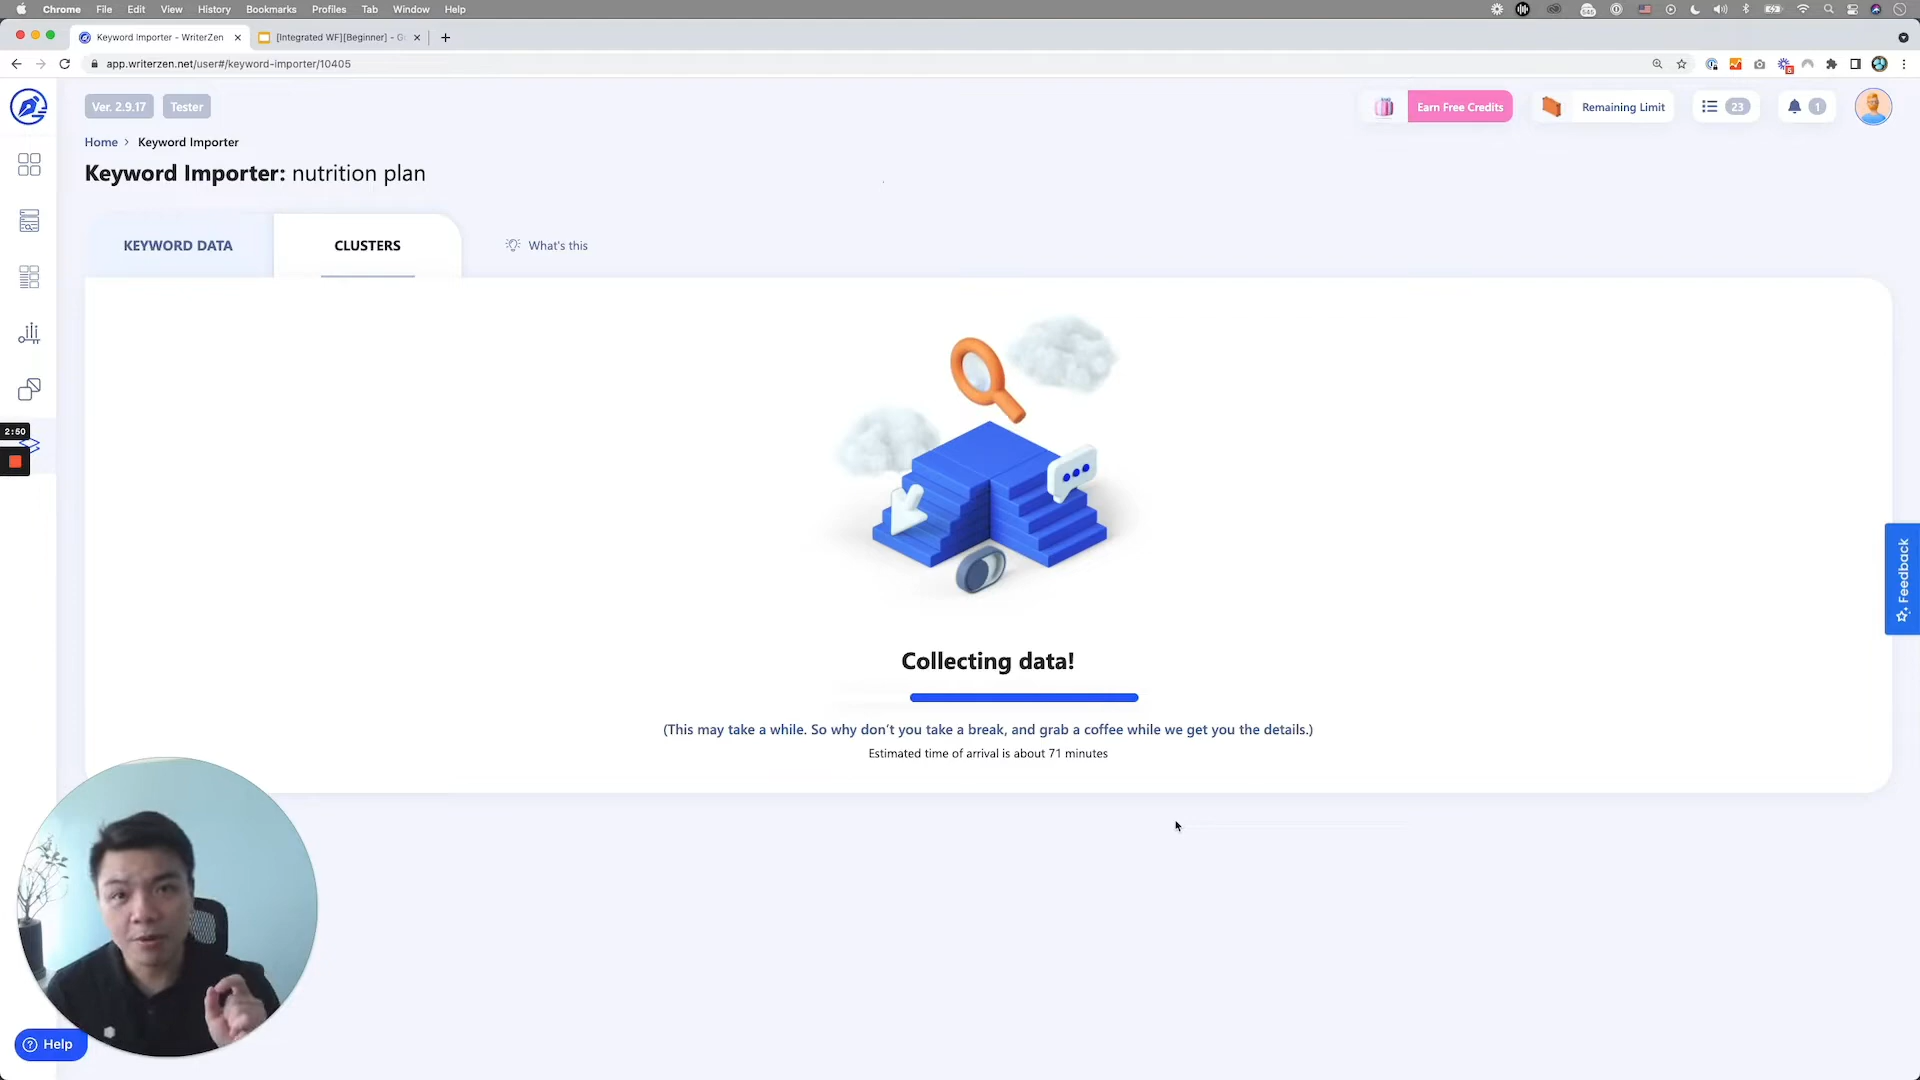 Chrome File Edit View History Bookmarks Profiles Tab Window Help
Keyword Importer - WriterZen
[Integrated WF][Beginner] - G
app.writerzen.net/user#/keyword-importer/10405
Ver. 2.9.17 Tester
Earn Free Credits
Remaining Limit
23
1
Home > Keyword Importer
Keyword Importer: nutrition plan
KEYWORD DATA
CLUSTERS
What's this
2:50
Feedback
Collecting data!
(This may take a while. So why don't you take a break, and grab a coffee while we get you the details.)
Estimated time of arrival is about 71 minutes
Help